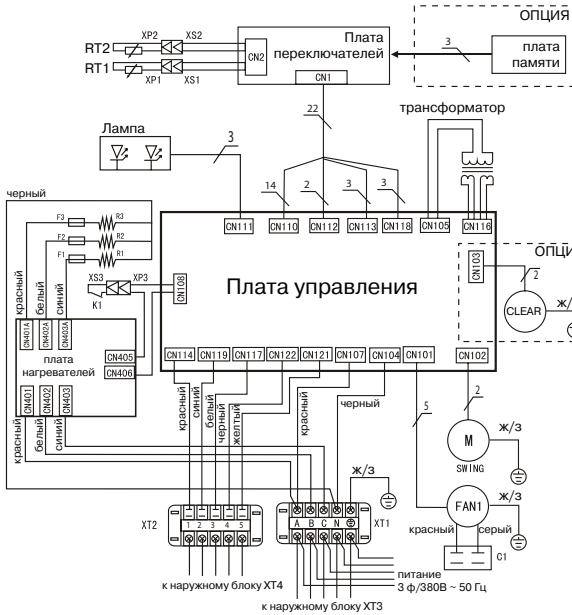 ОПЦИЯ
XP2 XS2
RT2
RT1
XP1 XS1
CN2
Плата
переключателей
CN1
3
плата
памяти
22
трансформатор
Лампа
3
14
2
3
3
черный
CN111
CN110
CN112
CN113
CN118
CN105
CN116
F3
R3
F2
R2
F1
R1
красный
белый
синий
XS3
XP3
K1
CN108
Плата управления
ОПЦИ
CN103
2
CLEAR
Ж/З
CN401A
CN402A
CN403A
плата
нагревателей
CN405
CN406
CN401
CN402
CN403
CN114
CN119
CN117
CN122
CN121
CN107
CN104
CN101
CN102
красный
белый
синий
красный
синий
белый
черный
желтый
красный
черный
5
2
M
SWING
ж/з
ж/з
FAN1
ж/з
красный
серый
C1
XT2
1 2 3 4 5
A B C N
XT1
к наружному блоку XT4
питание
3 ф/380В ~ 50 Гц
к наружному блоку XT3